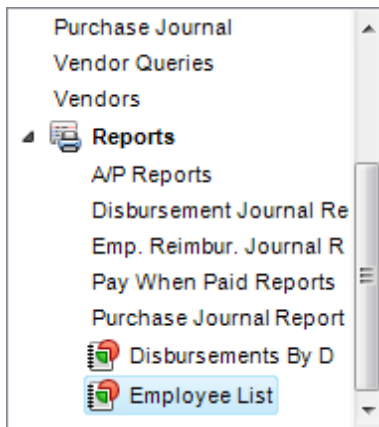 Purchase Journal
Vendor Queries
Vendors
Reports
A/P Reports
Disbursement Journal Re
Emp. Reimbur. Journal R
Pay When Paid Reports
Purchase Journal Report
Disbursements By D
Employee List